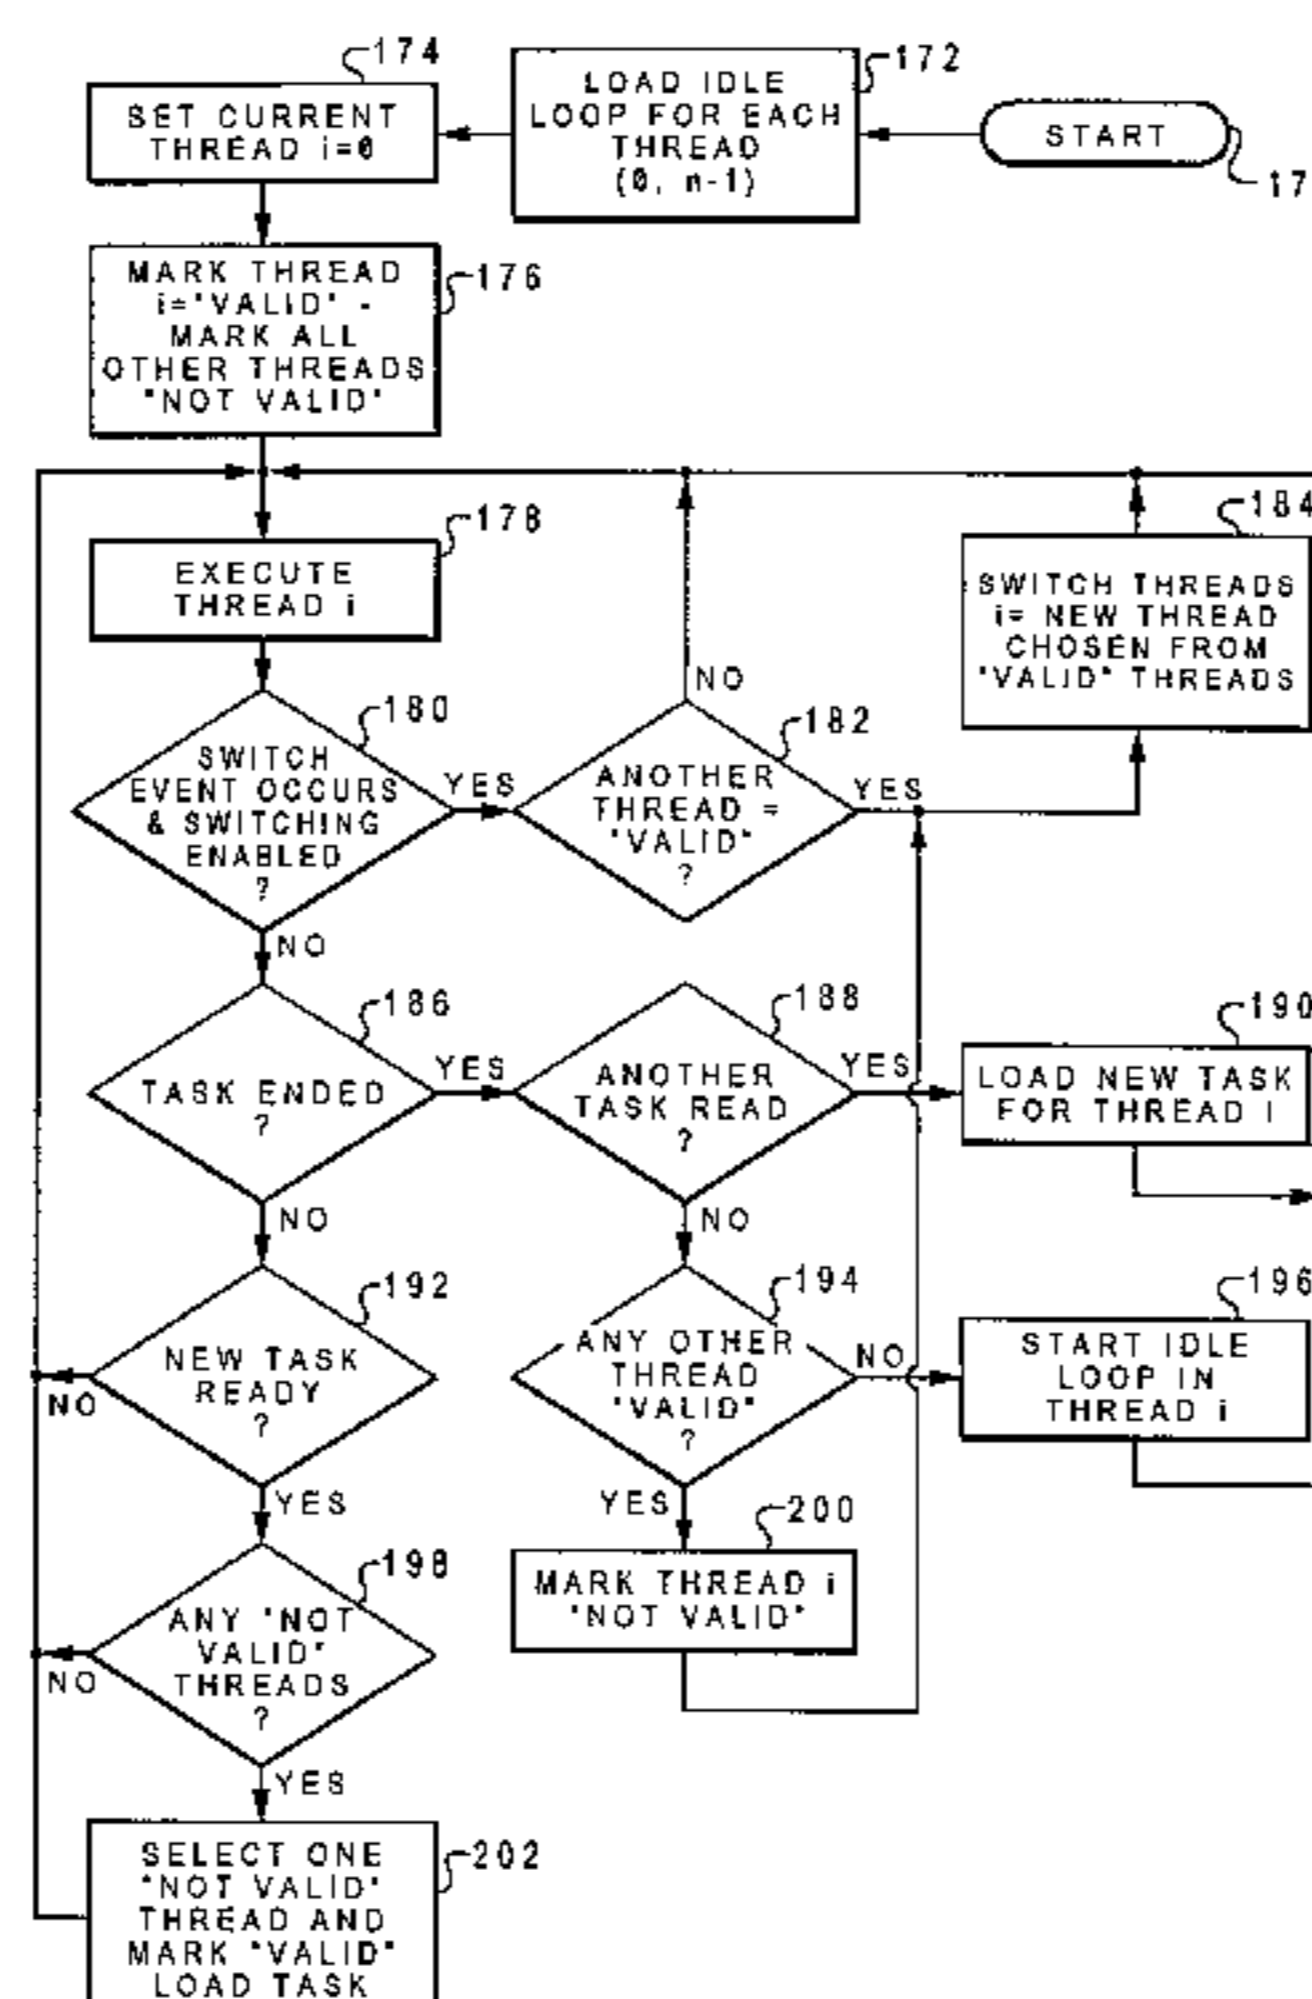 174
SET CURRENT
THREAD i=0
172
LOAD IDLE
LOOP FOR EACH
THREAD
(0, n-1)
START
17
176
MARK THREAD
i="VALID" -
MARK ALL
OTHER THREADS
"NOT VALID"
178
EXECUTE
THREAD i
184
SWITCH THREADS
i= NEW THREAD
CHOSEN FROM
"VALID" THREADS
180
SWITCH
EVENT OCCURS
& SWITCHING
ENABLED
?
YES
NO
182
ANOTHER
THREAD =
"VALID"
?
NO
YES
186
TASK ENDED
?
YES
NO
188
ANOTHER
TASK READ
?
YES
NO
190
LOAD NEW TASK
FOR THREAD I
192
NEW TASK
READY
?
NO
YES
194
ANY OTHER
THREAD
"VALID"
?
NO
YES
196
START IDLE
LOOP IN
THREAD i
198
ANY "NOT
VALID"
THREADS
?
NO
YES
200
MARK THREAD i
"NOT VALID"
202
SELECT ONE
"NOT VALID"
THREAD AND
MARK "VALID"
LOAD TASK